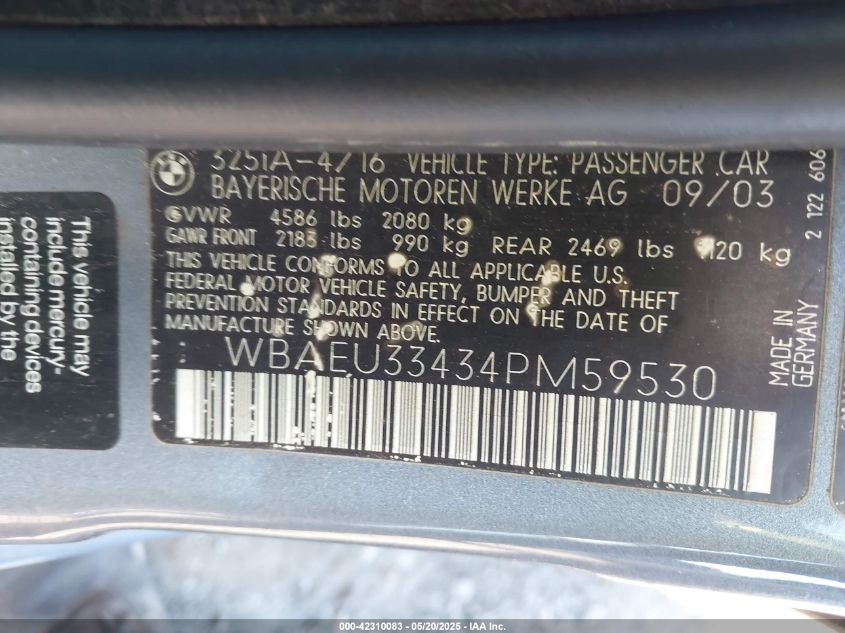 325iA-4/16 VEHICLE TYPE: PASSENGER CAR
BAYERISCHE MOTOREN WERKE AG 09/03
GVWR 4586 lbs 2080 kg
GAWR FRONT 2183 lbs 990 kg REAR 2469 lbs 1120 kg
THIS VEHICLE CONFORMS TO ALL APPLICABLE U.S.
FEDERAL MOTOR VEHICLE SAFETY, BUMPER AND THEFT
PREVENTION STANDARDS IN EFFECT ON THE DATE OF
MANUFACTURE SHOWN ABOVE.
WBAEU33434PM59530
MADE IN
GERMANY
2 122 606
This vehicle may
include mercury-
containing devices
installed by the
000-42310083 - 05/20/2025 - IAA Inc.